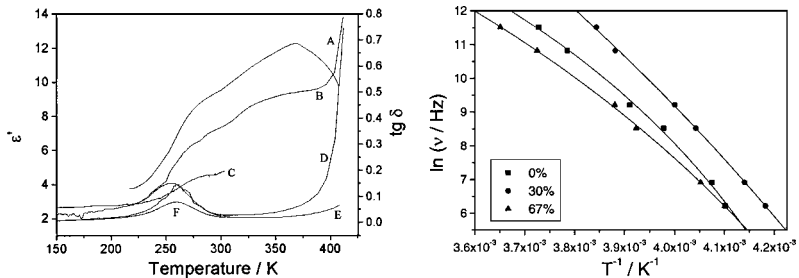 ε'
14
12
10
8
6
4
2
150
200
250
300
350
400
Temperature / K
0.8
0.7
0.6
0.5
0.4
0.3
0.2
0.1
0.0
tg δ
A
B
C
D
E
F
ln (ν / Hz)
12
11
10
9
8
7
6
0%
30%
67%
3.6x10⁻³
3.7x10⁻³
3.8x10⁻³
3.9x10⁻³
4.0x10⁻³
4.1x10⁻³
4.2x10⁻³
T⁻¹ / K⁻¹